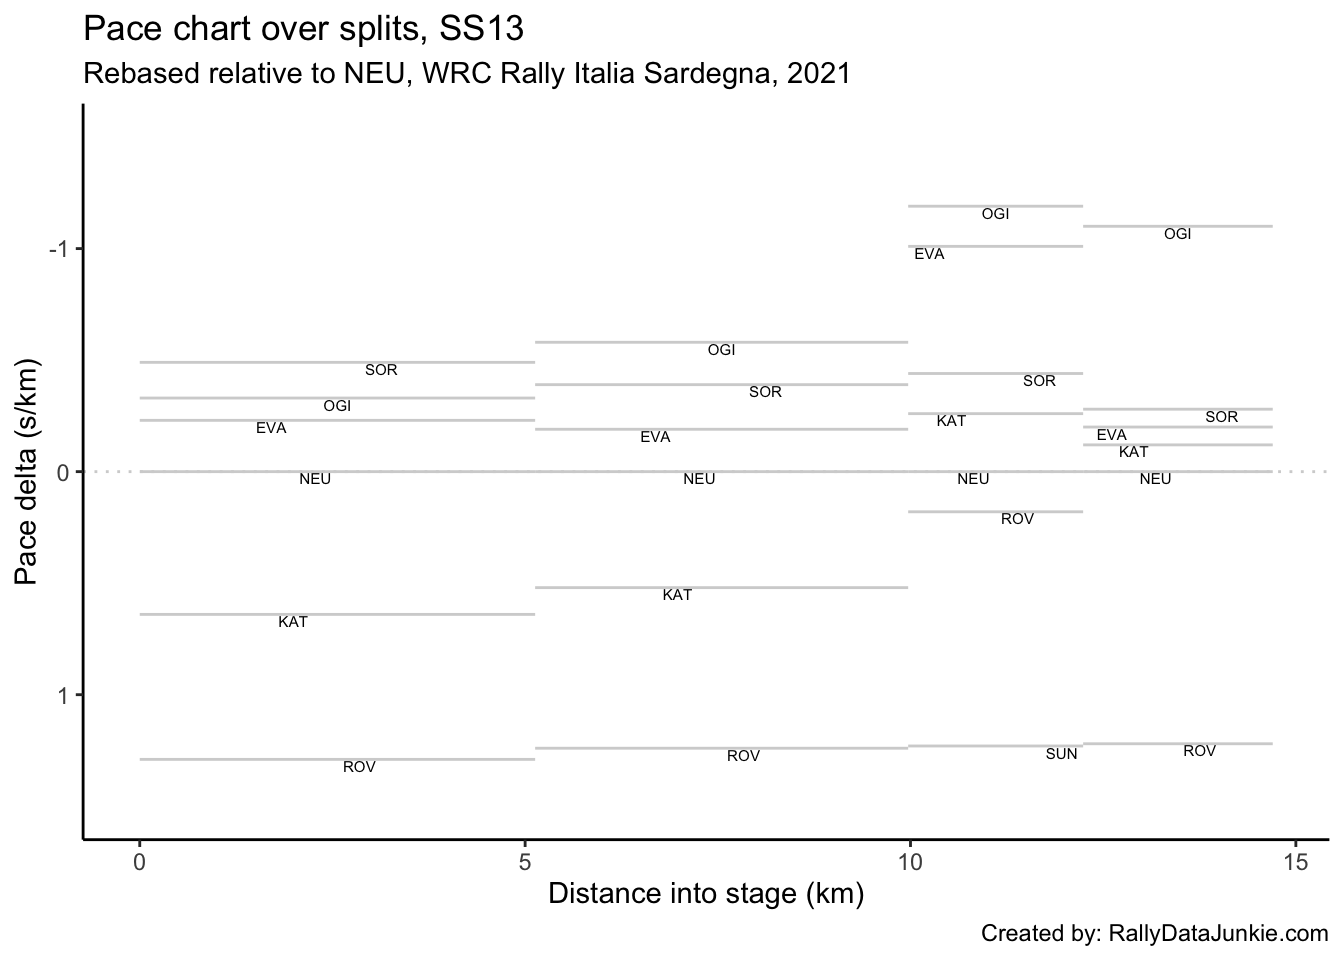 Pace chart over splits, SS13
Rebased relative to NEU, WRC Rally Italia Sardegna, 2021
Pace delta (s/km)
-1
0
1
OGI
OGI
EVA
OGI
SOR
SOR
SOR
OGI
KAT
SOR
EVA
EVA
EVA
KAT
NEU
NEU
NEU
NEU
ROV
KAT
KAT
ROV
ROV
SUN
ROV
0
5
10
15
Distance into stage (km)
Created by: RallyDataJunkie.com